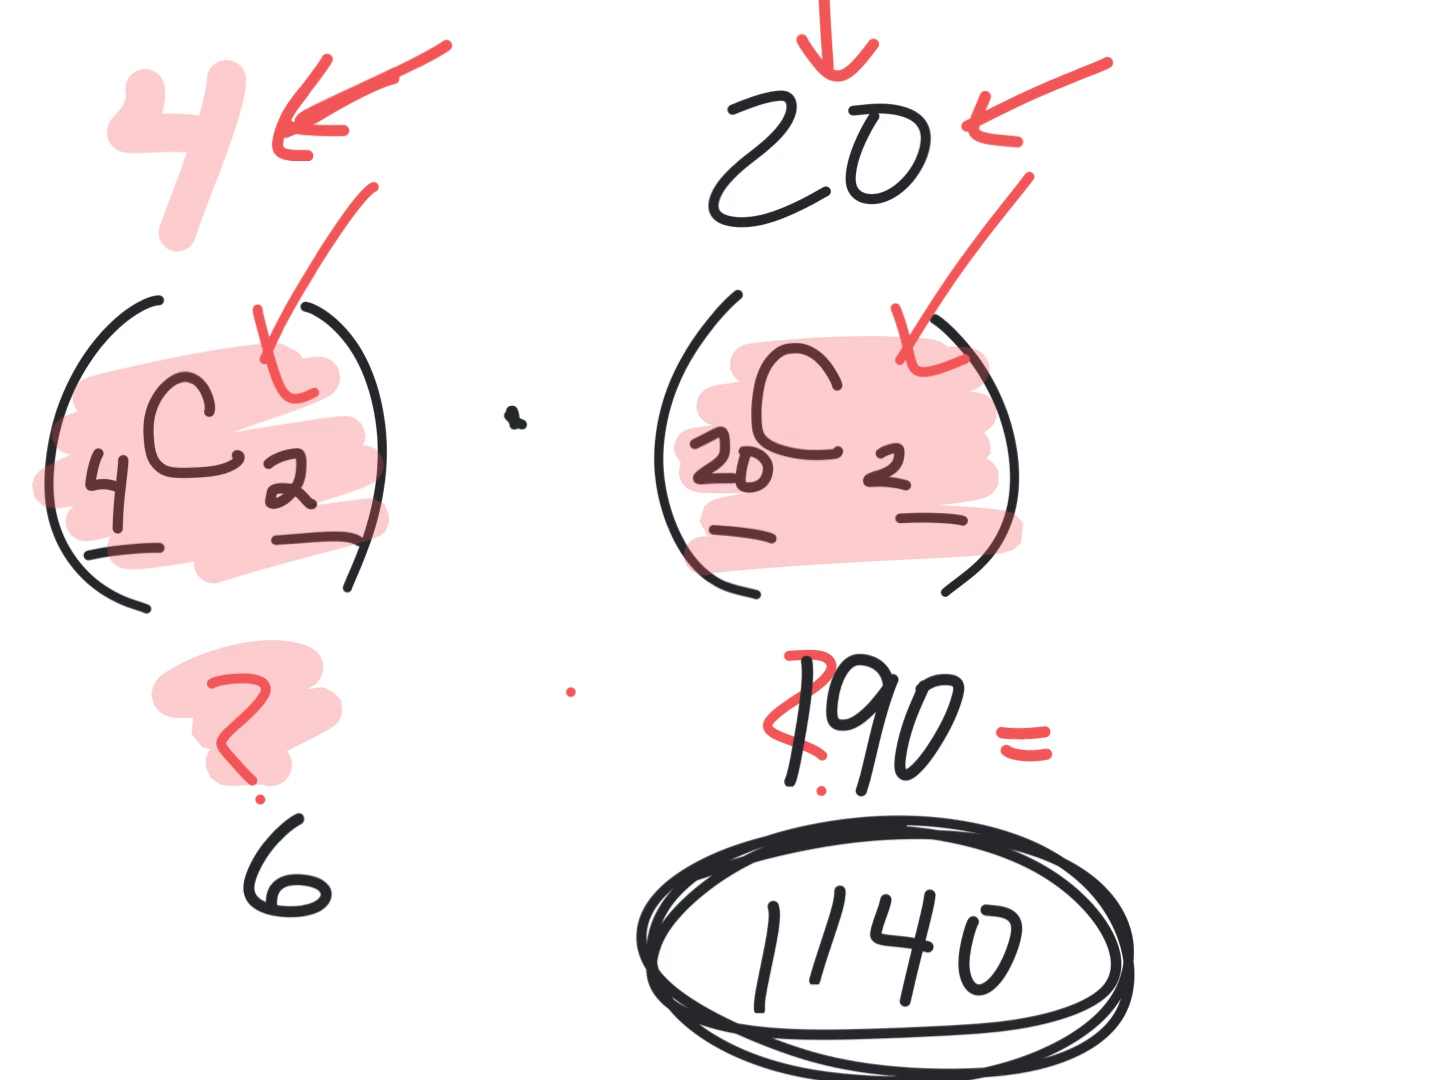 4 20
(4C2) · (20C2)
? · ? 190 =
6
1140